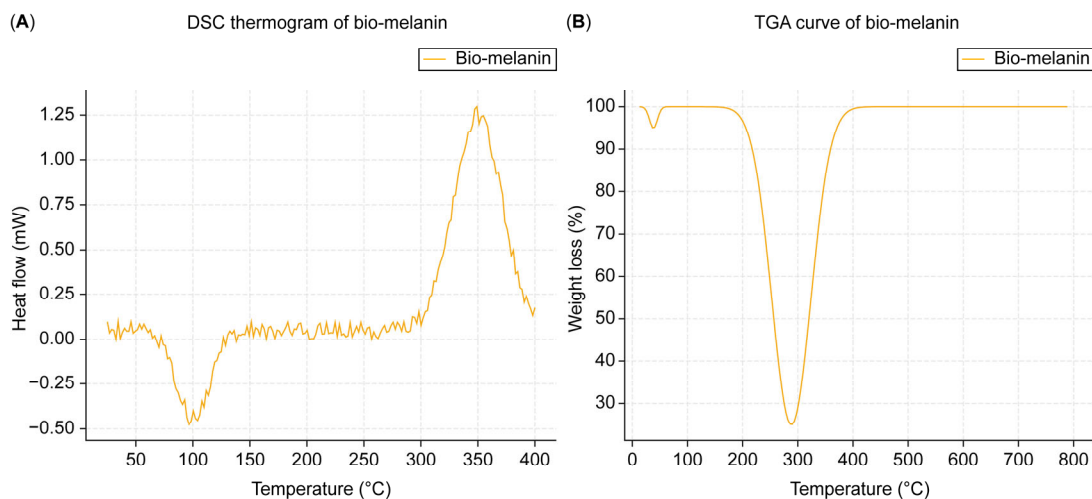 (A)
DSC thermogram of bio-melanin
Bio-melanin
1.25
1.00
0.75
0.50
0.25
0.00
−0.25
−0.50
Heat flow (mW)
50 100 150 200 250 300 350 400
Temperature (°C)
(B)
TGA curve of bio-melanin
Bio-melanin
100
90
80
70
60
50
40
30
Weight loss (%)
0 100 200 300 400 500 600 700 800
Temperature (°C)